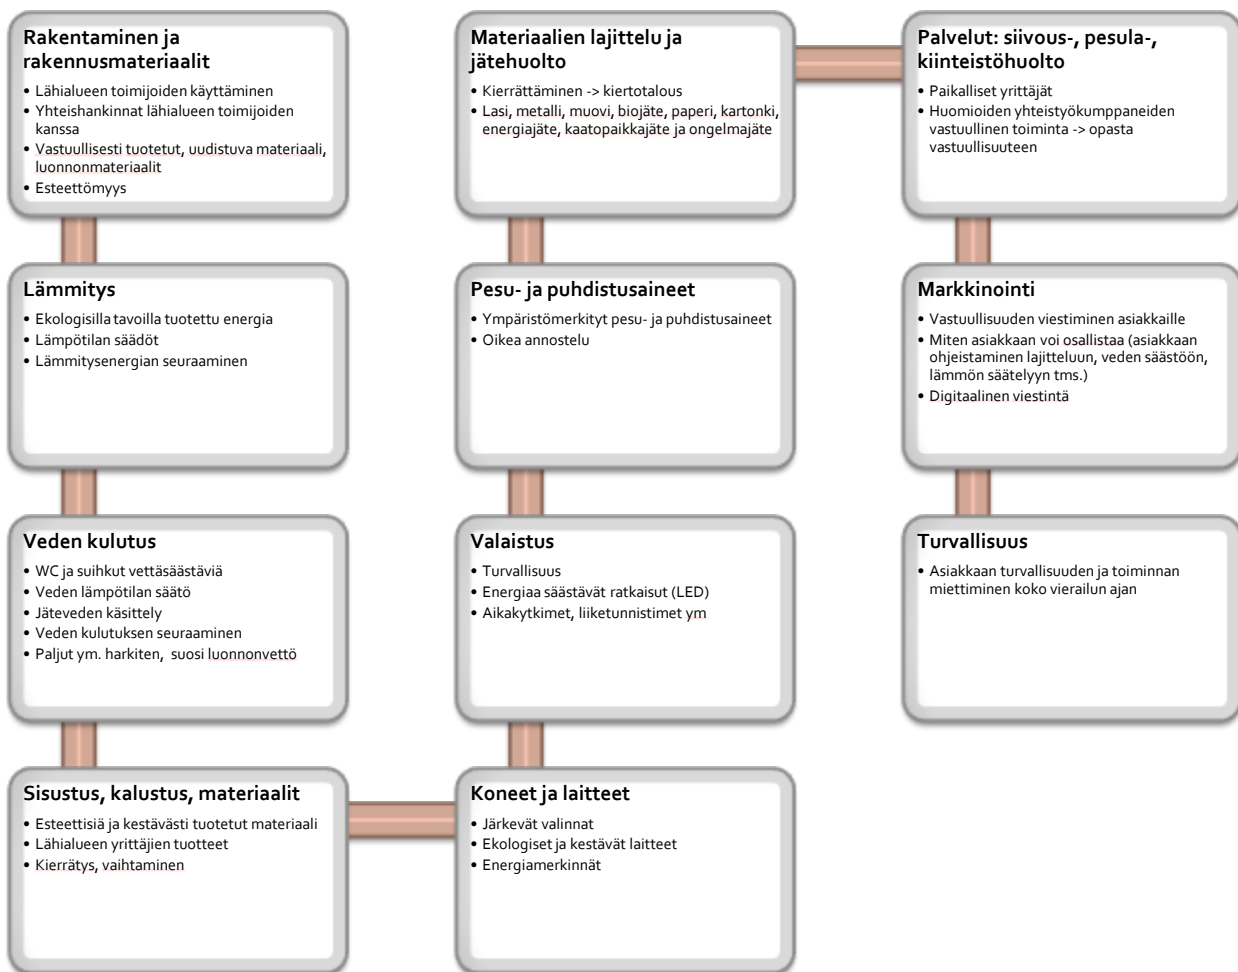 Rakentaminen ja
rakennusmateriaalit
• Lähialueen toimijoiden käyttäminen
• Yhteishankinnat lähialueen toimijoiden
kanssa
• Vastuullisesti tuotetut, uudistuva materiaali,
luonnonmateriaalit
• Esteettömyys
Lämmitys
• Ekologisilla tavoilla tuotettu energia
• Lämpötilan säädöt
• Lämmitysenergian seuraaminen
Veden kulutus
• WC ja suihkut vettäsäästäviä
• Veden lämpötilan säätö
• Jäteveden käsittely
• Veden kulutuksen seuraaminen
• Paljut ym. harkiten, suosi luonnonvettö
Sisustus, kalustus, materiaalit
• Esteettisiä ja kestävästi tuotetut materiaali
• Lähialueen yrittäjien tuotteet
• Kierrätys, vaihtaminen
Koneet ja laitteet
• Järkevät valinnat
• Ekologiset ja kestävät laitteet
• Energiamerkinnät
Valaistus
• Turvallisuus
• Energiaa säästävät ratkaisut (LED)
• Aikakytkimet, liiketunnistimet ym
Pesu- ja puhdistusaineet
• Ympäristömerkityt pesu- ja puhdistusaineet
• Oikea annostelu
Materiaalien lajittelu ja
jätehuolto
• Kierrättäminen -> kiertotalous
• Lasi, metalli, muovi, biojäte, paperi, kartonki,
energiajäte, kaatopaikkajäte ja ongelmajäte
Palvelut: siivous-, pesula-,
kiinteistöhuolto
• Paikalliset yrittäjät
• Huomioiden yhteistyökumppaneiden
vastuullinen toiminta -> opasta
vastuullisuuteen
Markkinointi
• Vastuullisuuden viestiminen asiakkaille
• Miten asiakkaan voi osallistaa (asiakkaan
ohjeistaminen lajitteluun, veden säästöön,
lämmön säätelyyn tms.)
• Digitaalinen viestintä
Turvallisuus
• Asiakkaan turvallisuuden ja toiminnan
miettiminen koko vierailun ajan